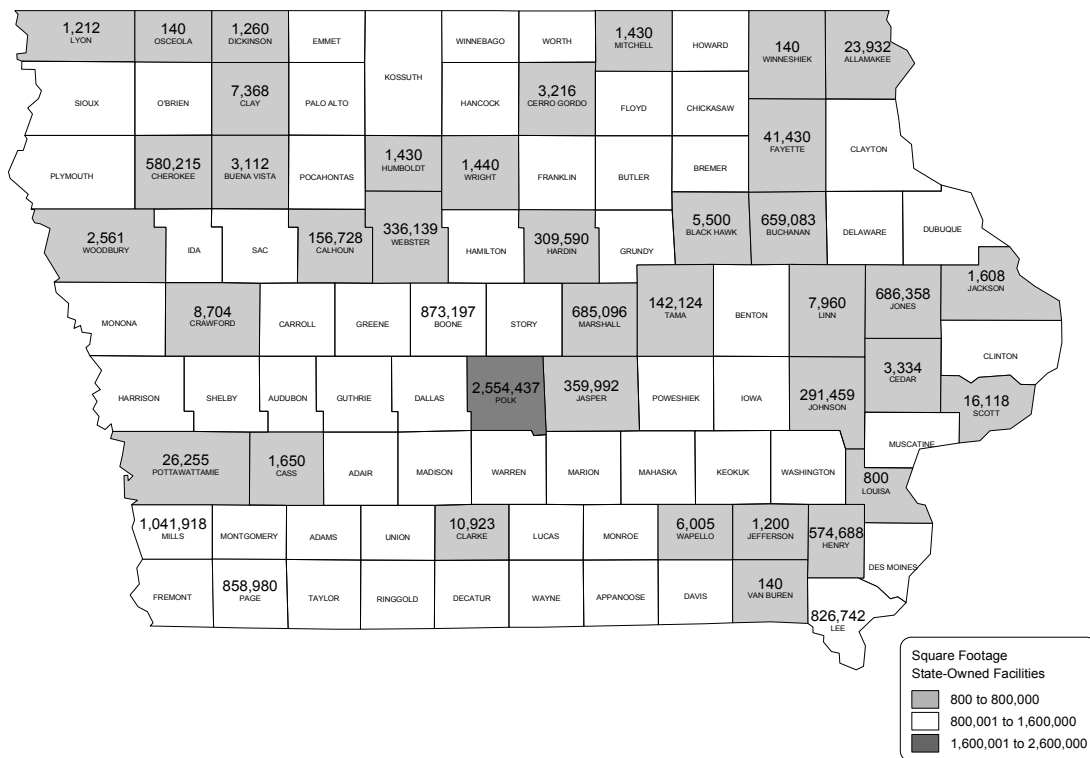 1,212
LYON
140
OSCEOLA
1,260
DICKINSON
EMMET
KOSSUTH
WINNEBAGO
WORTH
1,430
MITCHELL
HOWARD
140
WINNESHIEK
23,932
ALLAMAKEE
SIOUX
O'BRIEN
7,368
CLAY
PALO ALTO
HANCOCK
3,216
CERRO GORDO
FLOYD
CHICKASAW
PLYMOUTH
580,215
CHEROKEE
3,112
BUENA VISTA
POCAHONTAS
1,430
HUMBOLDT
1,440
WRIGHT
FRANKLIN
BUTLER
BREMER
41,430
FAYETTE
CLAYTON
2,561
WOODBURY
IDA
SAC
156,728
CALHOUN
336,139
WEBSTER
HAMILTON
309,590
HARDIN
GRUNDY
5,500
BLACK HAWK
659,083
BUCHANAN
DELAWARE
DUBUQUE
MONONA
8,704
CRAWFORD
CARROLL
GREENE
873,197
BOONE
STORY
685,096
MARSHALL
142,124
TAMA
BENTON
7,960
LINN
686,358
JONES
1,608
JACKSON
CLINTON
HARRISON
SHELBY
AUDUBON
GUTHRIE
DALLAS
2,554,437
POLK
359,992
JASPER
POWESHIEK
IOWA
291,459
JOHNSON
3,334
CEDAR
16,118
SCOTT
MUSCATINE
26,255
POTTAWATTAMIE
1,650
CASS
ADAIR
MADISON
WARREN
MARION
MAHASKA
KEOKUK
WASHINGTON
800
LOUISA
1,041,918
MILLS
MONTGOMERY
ADAMS
UNION
10,923
CLARKE
LUCAS
MONROE
6,005
WAPELLO
1,200
JEFFERSON
574,688
HENRY
DES MOINES
FREMONT
858,980
PAGE
TAYLOR
RINGGOLD
DECATUR
WAYNE
APPANOOSE
DAVIS
140
VAN BUREN
826,742
LEE
Square Footage
State-Owned Facilities
800 to 800,000
800,001 to 1,600,000
1,600,001 to 2,600,000